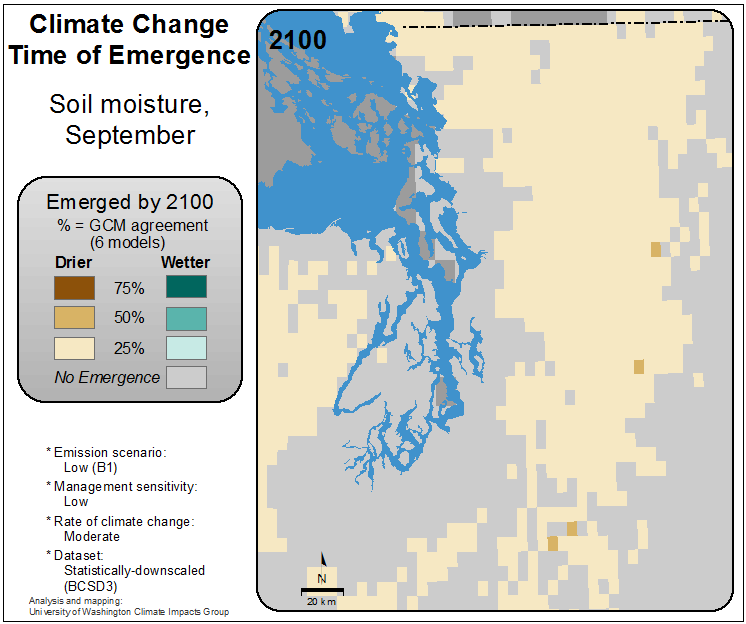 Climate Change
Time of Emergence
Soil moisture,
September
Emerged by 2100
% = GCM agreement
(6 models)
Drier Wetter
75%
50%
25%
No Emergence
* Emission scenario:
Low (B1)
* Management sensitivity:
Low
* Rate of climate change:
Moderate
* Dataset:
Statistically-downscaled
(BCSD3)
Analysis and mapping:
University of Washington Climate Impacts Group
2100
N
20 km